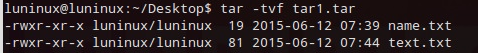 luninux@luninux:~/Desktop$ tar -tvf tar1.tar
-rwxr-xr-x luninux/luninux   19 2015-06-12 07:39 name.txt
-rwxr-xr-x luninux/luninux   81 2015-06-12 07:44 text.txt